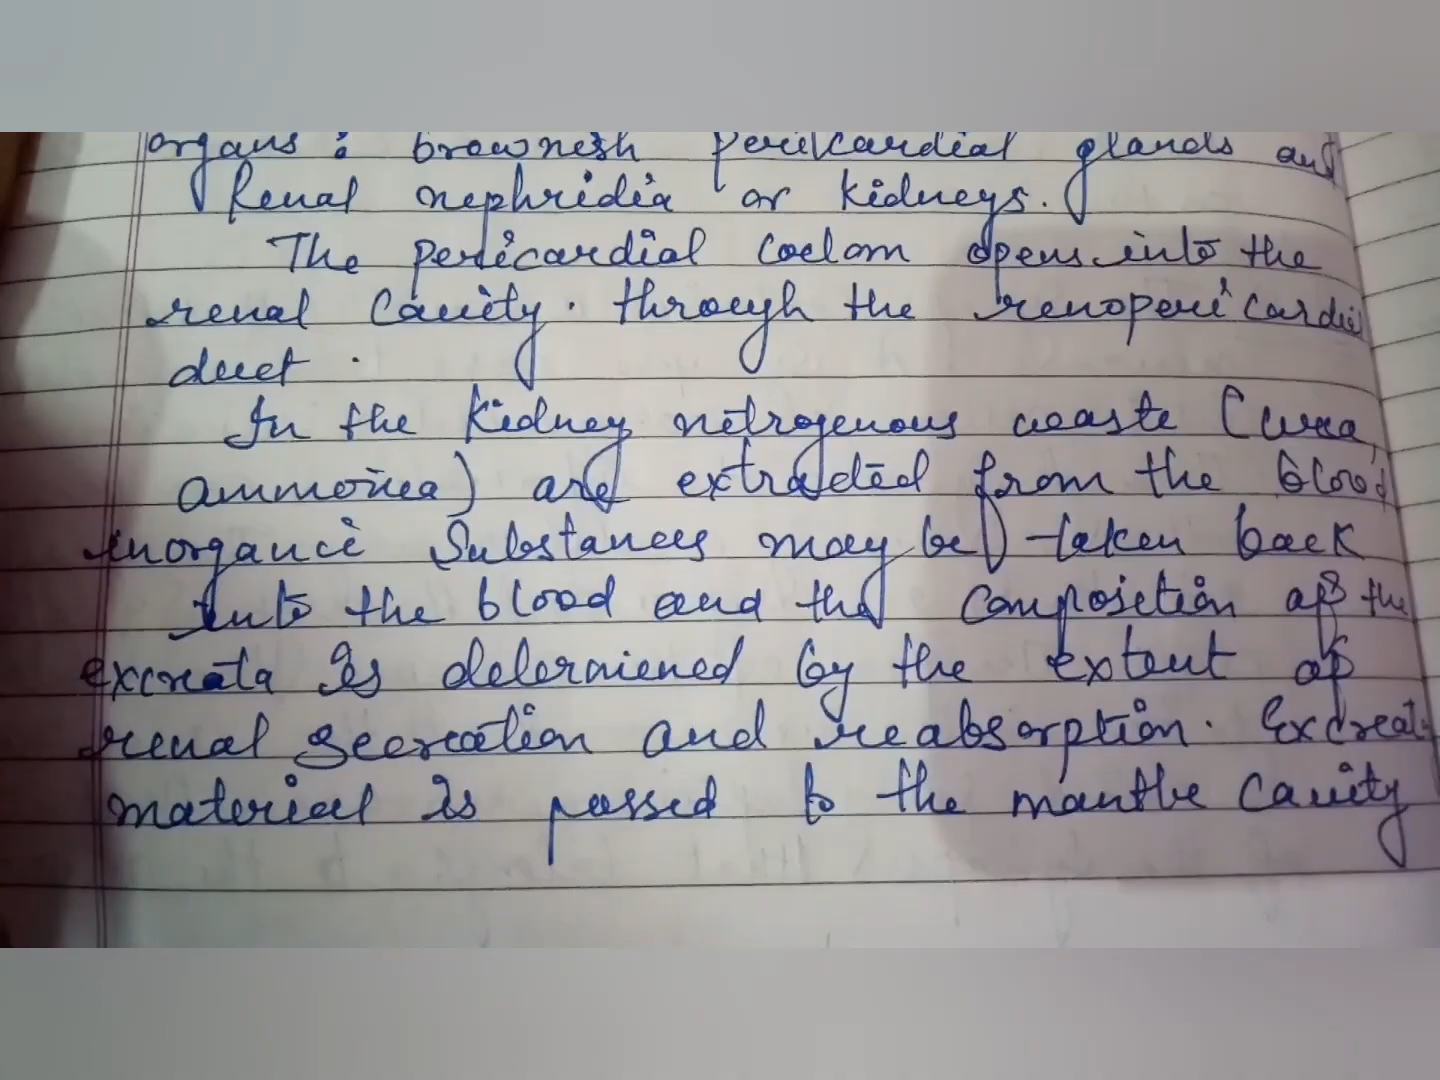 organs : brownish pericardial glands and
Renal nephridia or kidneys.
The pericardial coelom opens into the
renal cavity. through the renopericardial
duct.
In the kidney nitrogenous waste (urea,
ammonia) are extracted from the blood
inorganic substances may be taken back
into the blood and the composition of the
excreata is determined by the extent of
renal secreation and reabsorption. Excreat-
material is passed to the mantle cavity